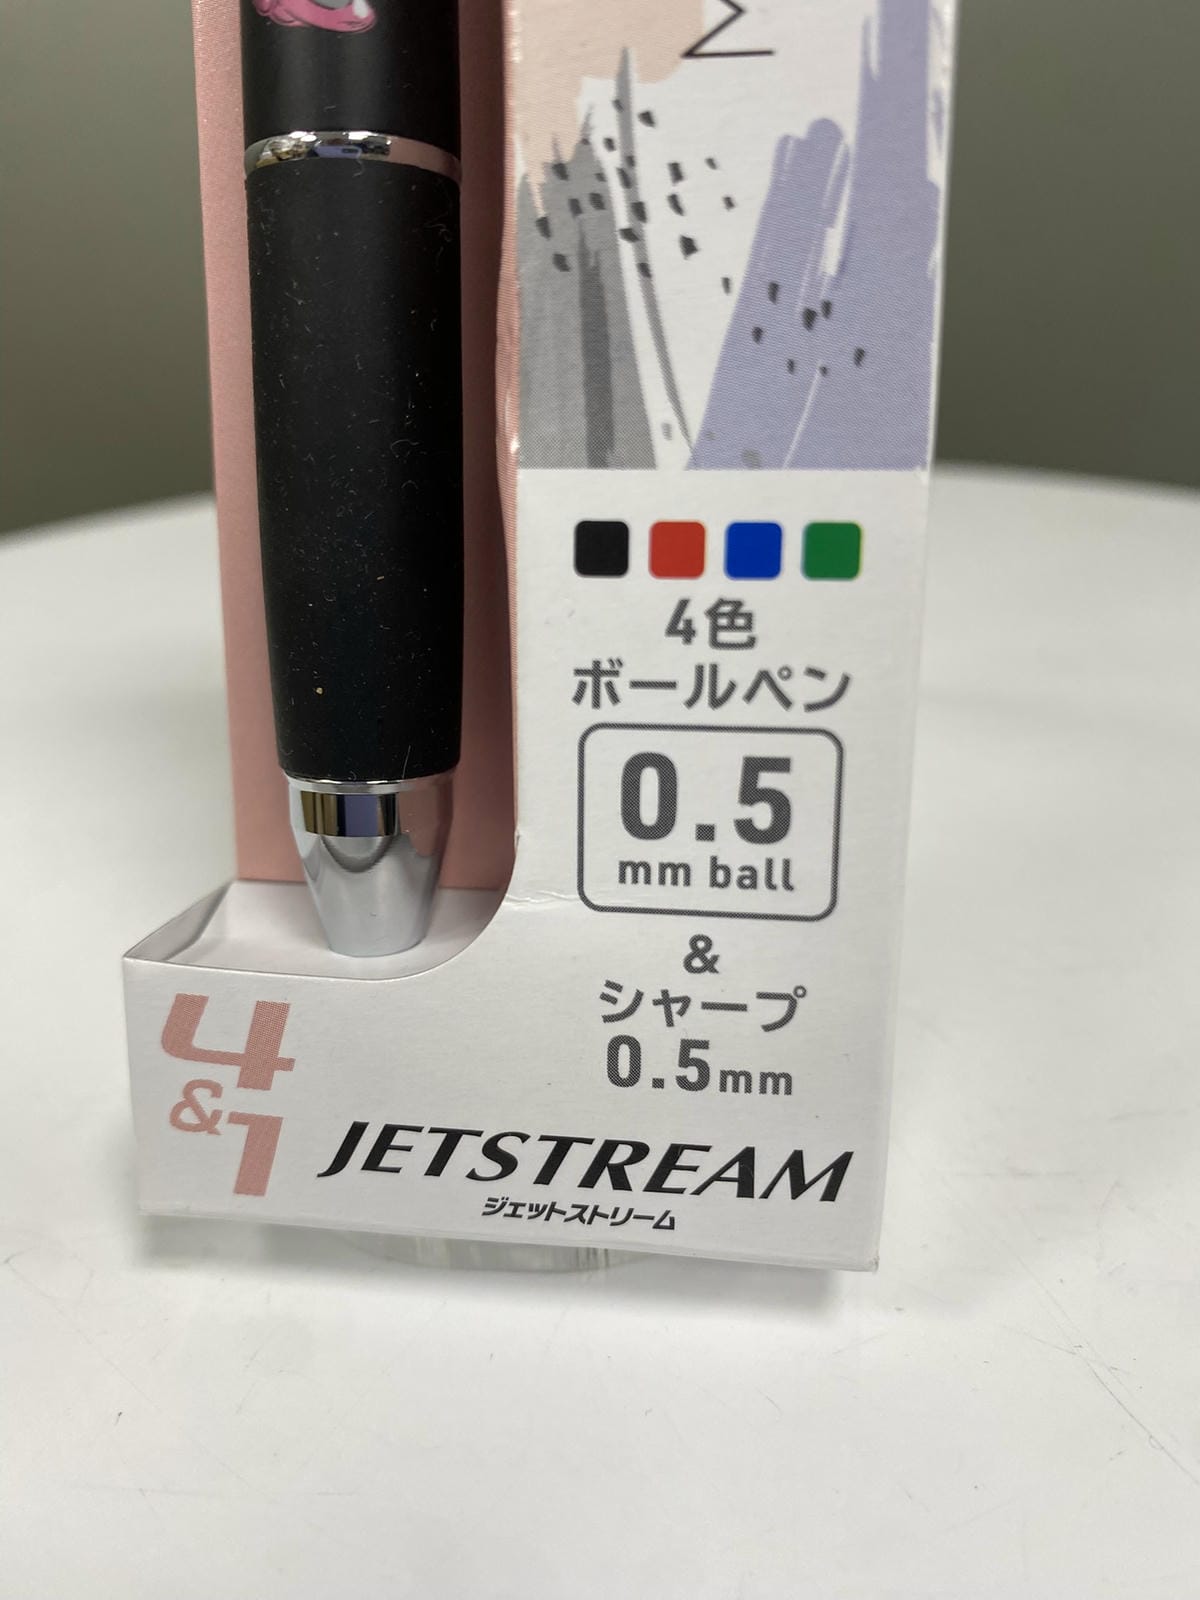 4色
ボールペン
0.5
mm ball
&
シャープ
0.5mm
4
&1
JETSTREAM
ジェットストリーム